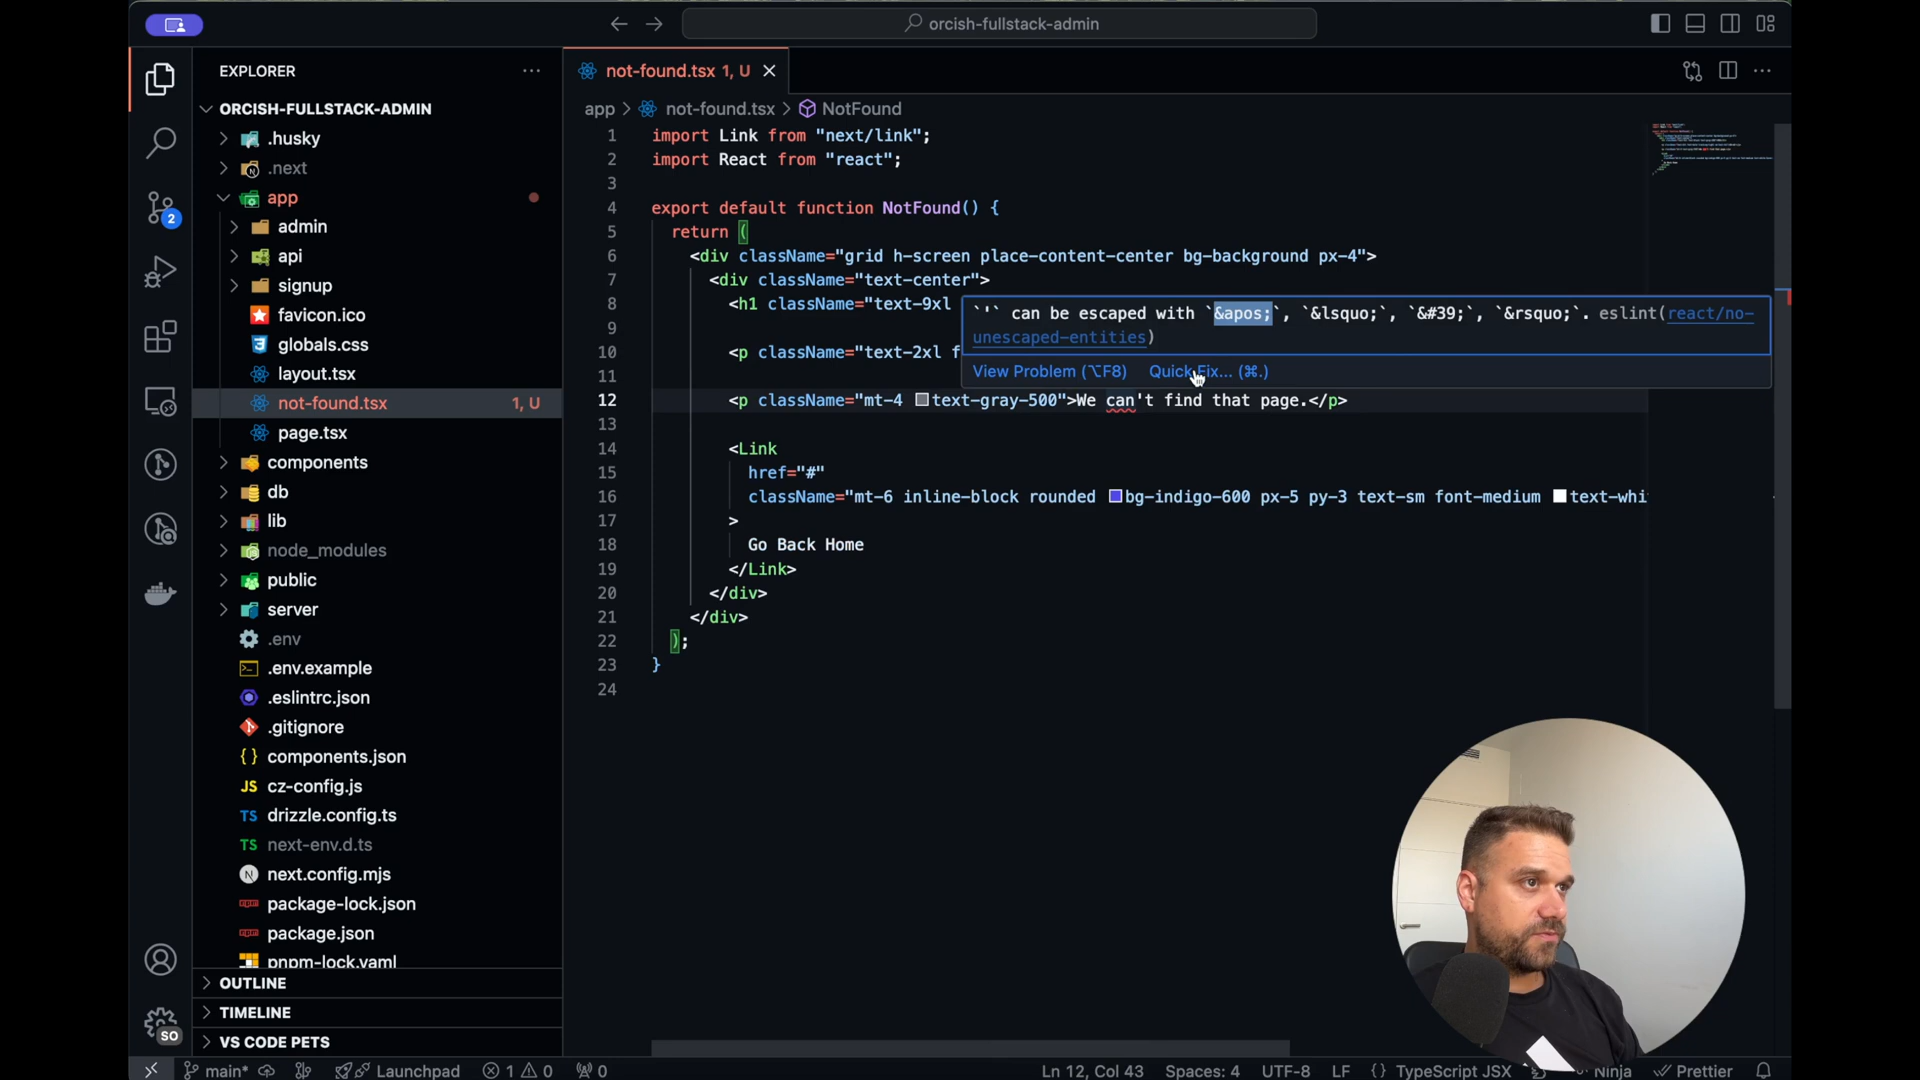 orcish-fullstack-admin
EXPLORER
ORCISH-FULLSTACK-ADMIN
.husky
.next
app
admin
api
signup
favicon.ico
globals.css
layout.tsx
not-found.tsx 1, U
page.tsx
components
db
lib
node_modules
public
server
.env
.env.example
.eslintrc.json
.gitignore
components.json
JS cz-config.js
TS drizzle.config.ts
TS next-env.d.ts
next.config.mjs
package-lock.json
package.json
pnpm-lock.yaml
OUTLINE
TIMELINE
VS CODE PETS
2
SO
not-found.tsx 1, U
app > not-found.tsx > NotFound
1 import Link from "next/link";
2 import React from "react";
3
4 export default function NotFound() {
5 return (
6 <div className="grid h-screen place-content-center bg-background px-4">
7 <div className="text-center">
8 <h1 className="text-9xl
9
10 <p className="text-2xl f
11
12 <p className="mt-4 text-gray-500">We can't find that page.</p>
13
14 <Link
15 href="#"
16 className="mt-6 inline-block rounded bg-indigo-600 px-5 py-3 text-sm font-medium text-whi
17 >
18 Go Back Home
19 </Link>
20 </div>
21 </div>
22 );
23 }
24
`'` can be escaped with `&apos;`, `&lsquo;`, `&#39;`, `&rsquo;`. eslint(react/no-
unescaped-entities)
View Problem (⌥F8) Quick Fix... (⌘.)
main* Launchpad 1 0 0 Ln 12, Col 43 Spaces: 4 UTF-8 LF {} TypeScript JSX Ninja Prettier